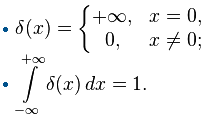 • δ(x) = { +∞, x = 0,
0, x ≠ 0;
• ∫_{−∞}^{+∞} δ(x) dx = 1.